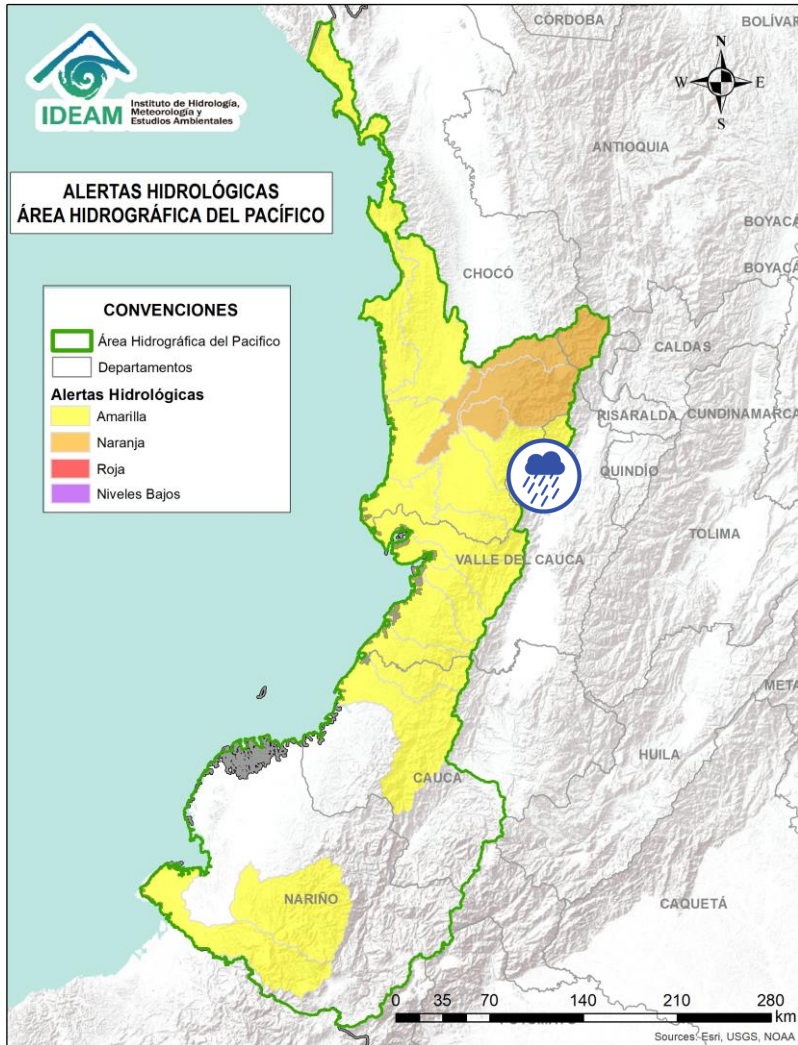 IDEAM
Instituto de Hidrología,
Meteorología y
Estudios Ambientales
ALERTAS HIDROLÓGICAS
ÁREA HIDROGRÁFICA DEL PACÍFICO
CONVENCIONES
Área Hidrográfica del Pacifico
Departamentos
Alertas Hidrológicas
Amarilla
Naranja
Roja
Niveles Bajos
CÓRDOBA
BOLÍVAR
N
W
E
S
ANTIOQUIA
BOYACÁ
BOYACÁ
CHOCÓ
CALDAS
RISARALDA
CUNDINAMARCA
QUINDÍO
TOLIMA
VALLE DEL CAUCA
META
HUILA
CAUCA
NARIÑO
CAQUETÁ
0 35 70 140 210 280
km
Sources: Esri, USGS, NOAA